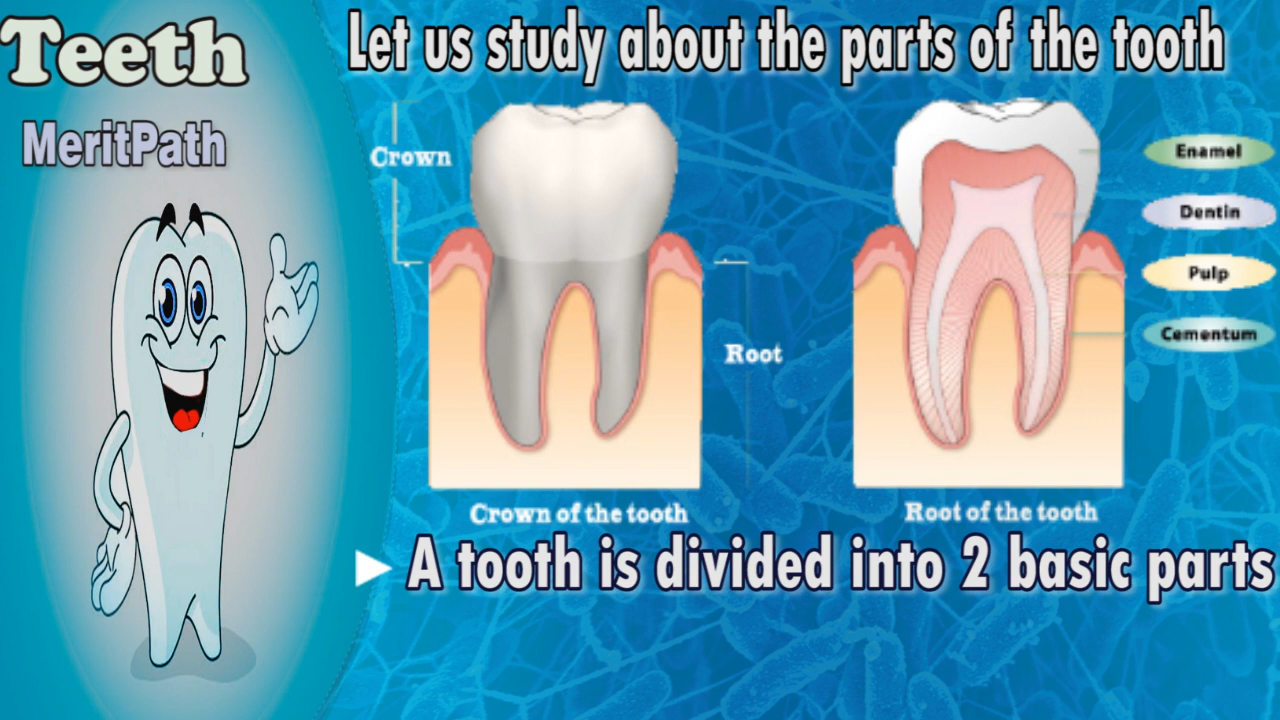 Teeth
MeritPath
Let us study about the parts of the tooth
Crown
Root
Enamel
Dentin
Pulp
Cementum
Crown of the tooth
Root of the tooth
A tooth is divided into 2 basic parts